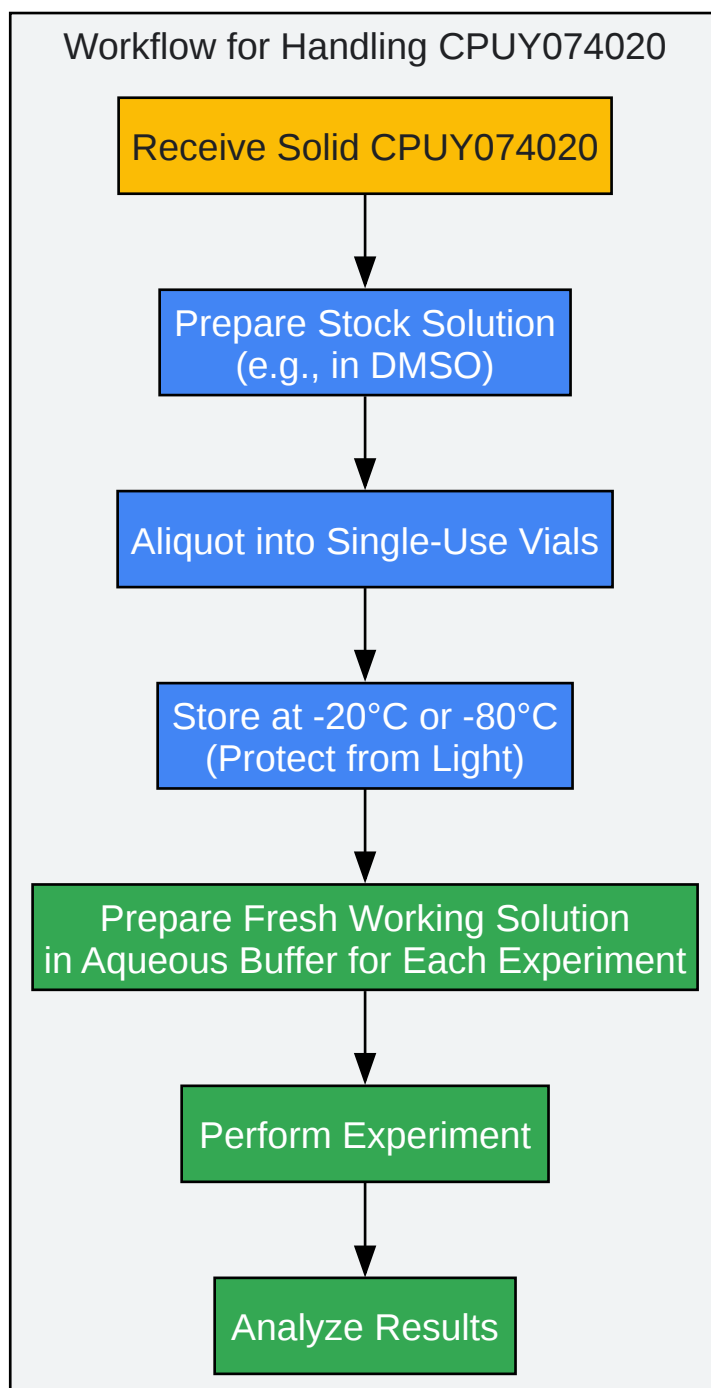 Workflow for Handling CPUY074020
Receive Solid CPUY074020
Prepare Stock Solution
(e.g., in DMSO)
Aliquot into Single-Use Vials
Store at -20°C or -80°C
(Protect from Light)
Prepare Fresh Working Solution
in Aqueous Buffer for Each Experiment
Perform Experiment
Analyze Results